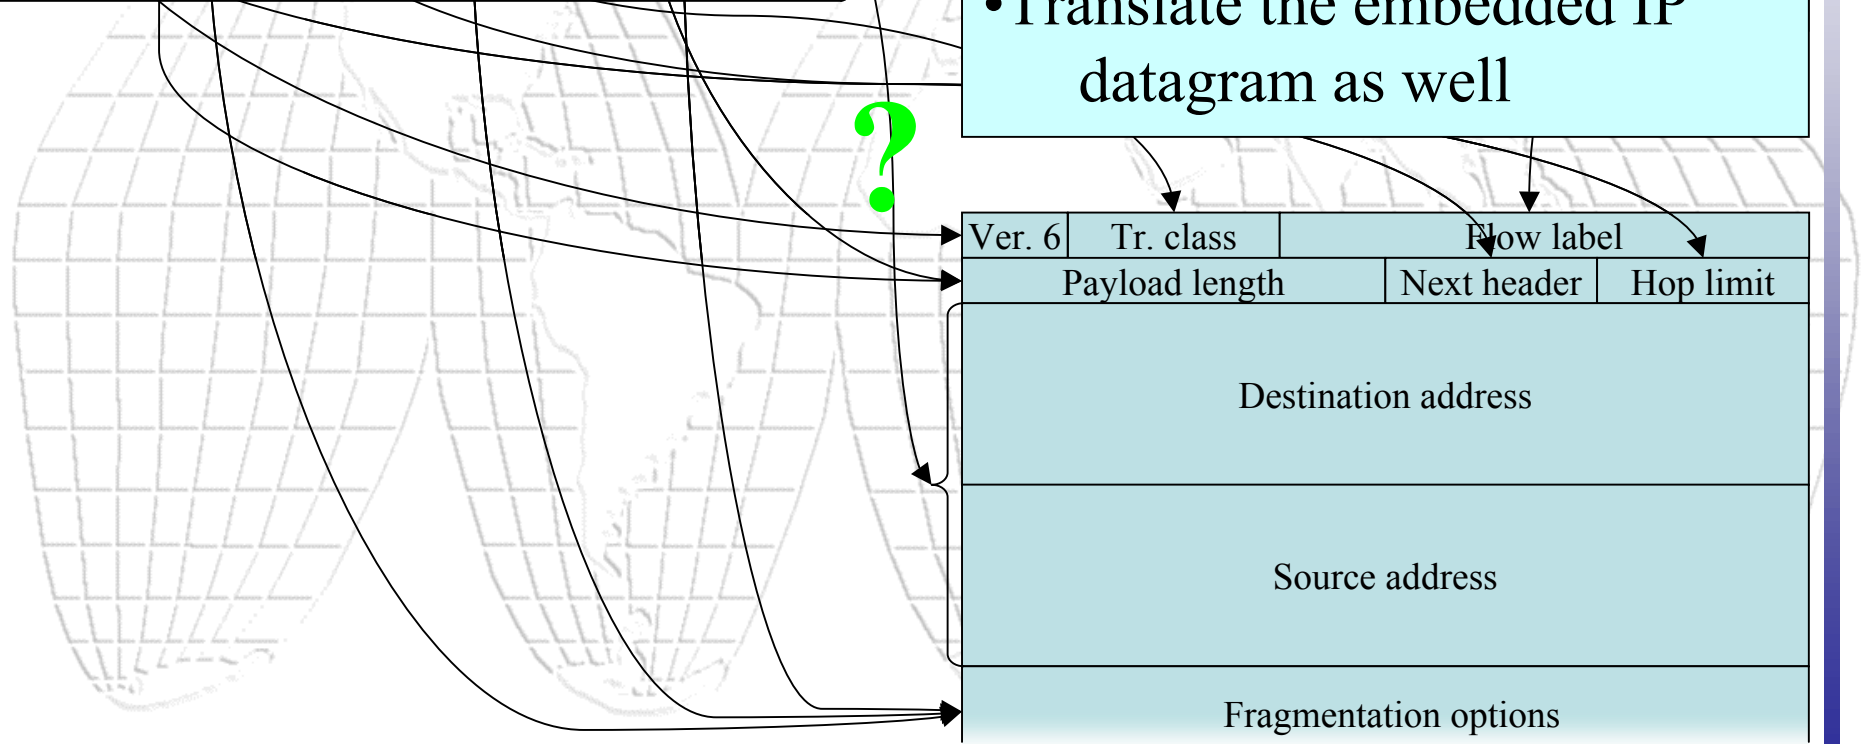 •Translate the embedded IP
datagram as well
?
Ver. 6 Tr. class Flow label
Payload length Next header Hop limit
Destination address
Source address
Fragmentation options